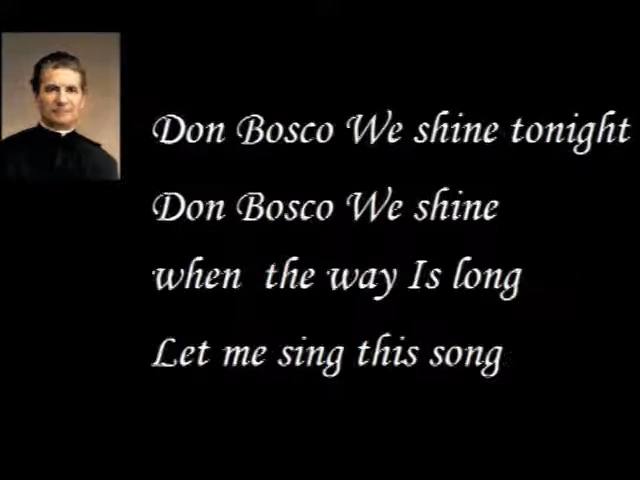 Don Bosco We shine tonight
Don Bosco We shine
when the way Is long
Let me sing this song